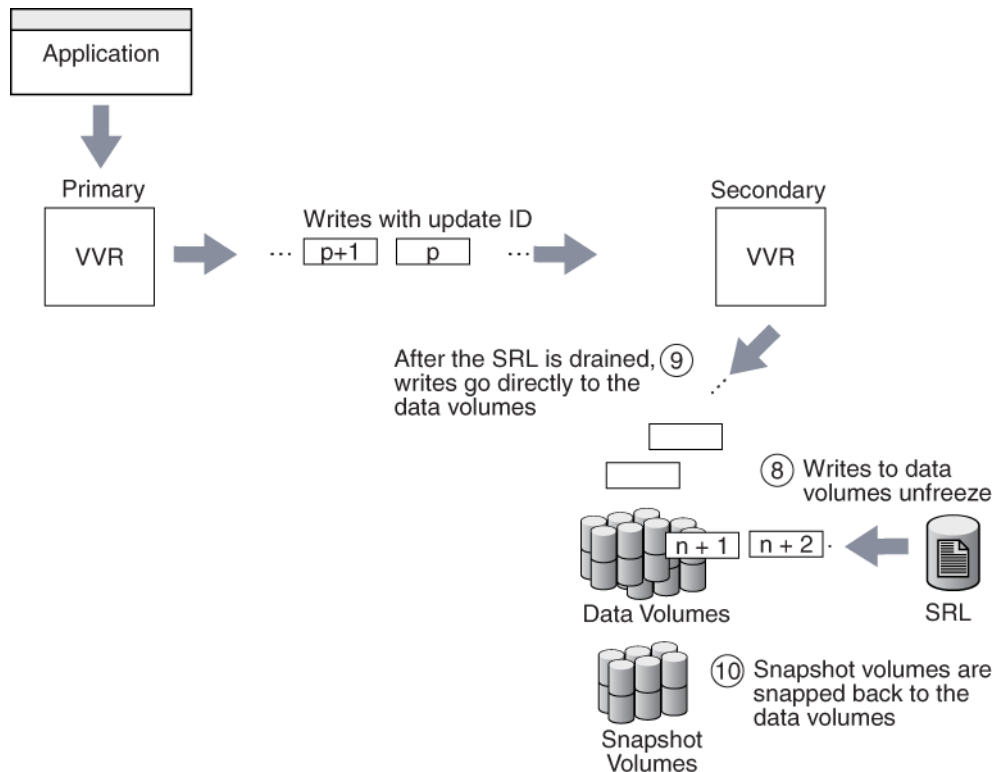 Application
Primary
VVR
Writes with update ID
... p+1 p ...
Secondary
VVR
After the SRL is drained, 9
writes go directly to the
data volumes
8 Writes to data
volumes unfreeze
n + 1 n + 2 .
Data Volumes
SRL
10 Snapshot volumes are
snapped back to the
data volumes
Snapshot
Volumes